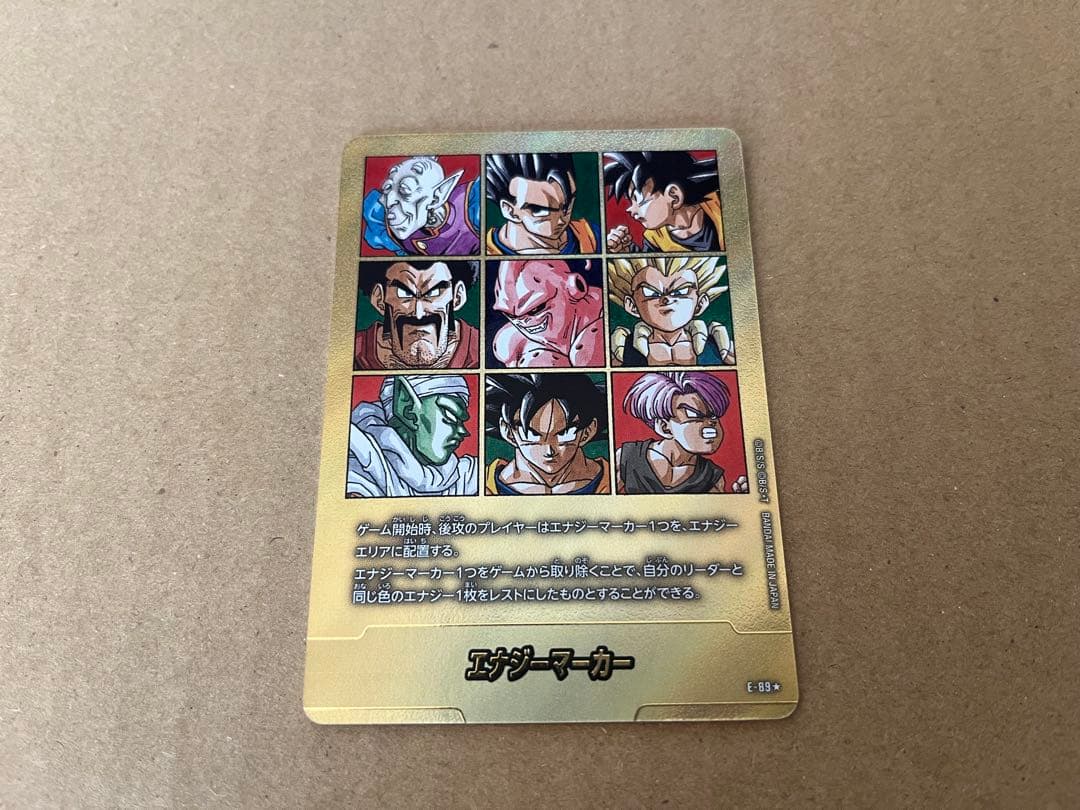 ゲーム開始時、後攻のプレイヤーはエナジーマーカー1つを、エナジー
エリアに配置する。
エナジーマーカー1つをゲームから取り除くことで、自分のリーダーと
同じ色のエナジー1枚をレストにしたものとすることができる。
エナジーマーカー
E-89★
©B・S/S ©B/S・T BANDAI MADE IN JAPAN